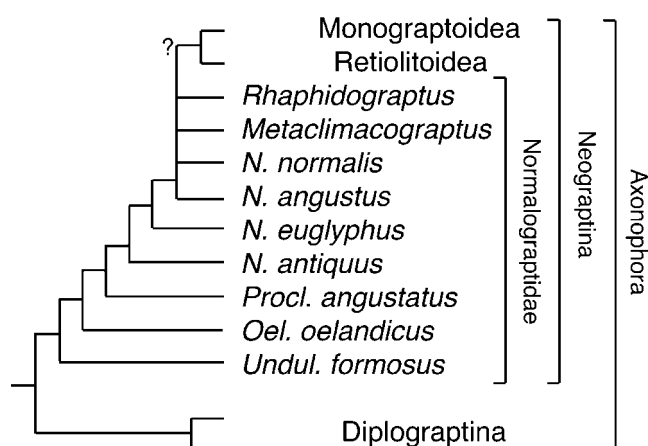 ?
Monograptoidea
Retiolitoidea
Rhaphidograptus
Metaclimacograptus
N. normalis
N. angustus
N. euglyphus
N. antiquus
Procl. angustatus
Oel. oelandicus
Undul. formosus
Diplograptina
Normalograptidae
Neograptina
Axonophora